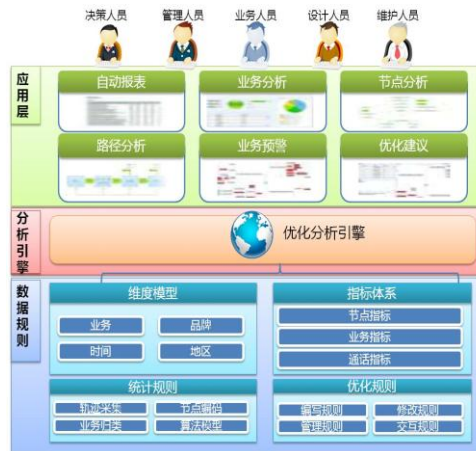 决策人员 管理人员 业务人员 设计人员 维护人员
应用层
自动报表 业务分析 节点分析
路径分析 业务预警 优化建议
分析引擎
优化分析引擎
数据规则
维度模型 指标体系
业务 品牌
时间 地区
节点指标
业务指标
通话指标
统计规则 优化规则
轨迹采集 节点编码 编写规则 修改规则
业务归类 算法模型 管理规则 交互规则